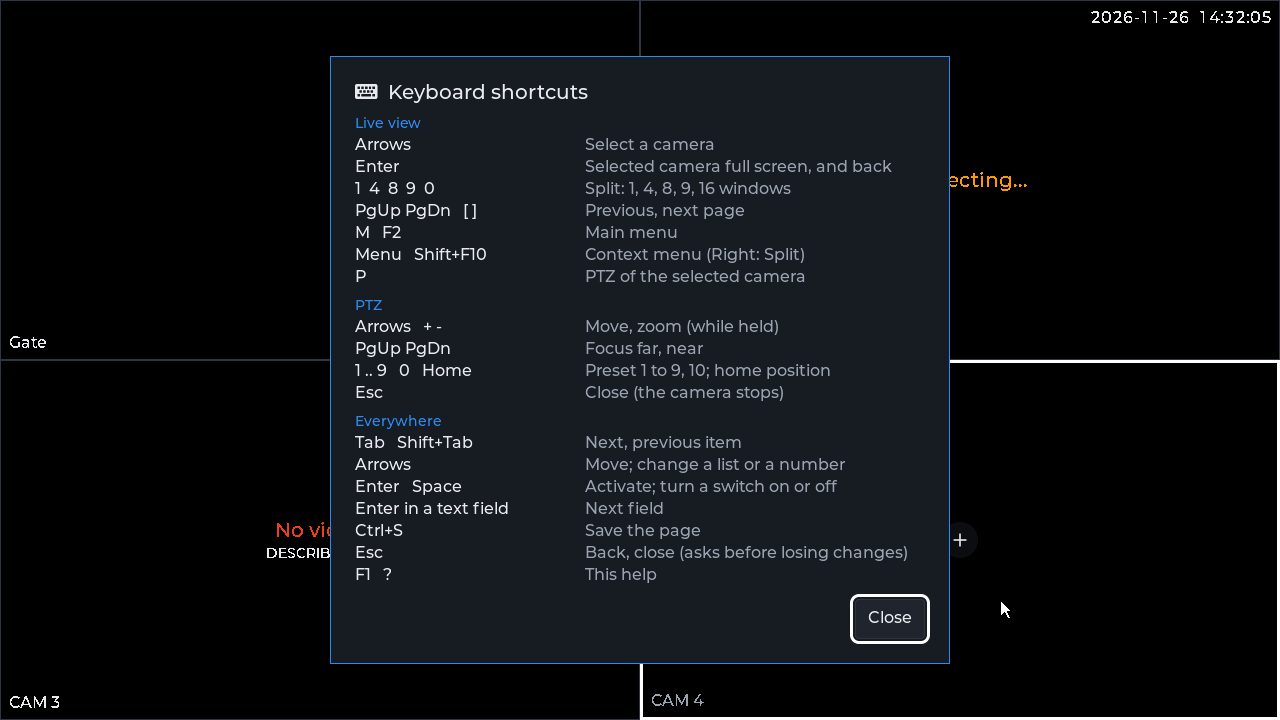 2026-11-26 14:32:05
Keyboard shortcuts
Live view
Arrows Select a camera
Enter Selected camera full screen, and back
1 4 8 9 0 Split: 1, 4, 8, 9, 16 windows
PgUp PgDn [ ] Previous, next page
M F2 Main menu
Menu Shift+F10 Context menu (Right: Split)
P PTZ of the selected camera
PTZ
Arrows + - Move, zoom (while held)
PgUp PgDn Focus far, near
1 .. 9 0 Home Preset 1 to 9, 10; home position
Esc Close (the camera stops)
Everywhere
Tab Shift+Tab Next, previous item
Arrows Move; change a list or a number
Enter Space Activate; turn a switch on or off
Enter in a text field Next field
Ctrl+S Save the page
Esc Back, close (asks before losing changes)
F1 ? This help
Close
ecting...
Gate
No
DESCRIB
+
CAM 3
CAM 4